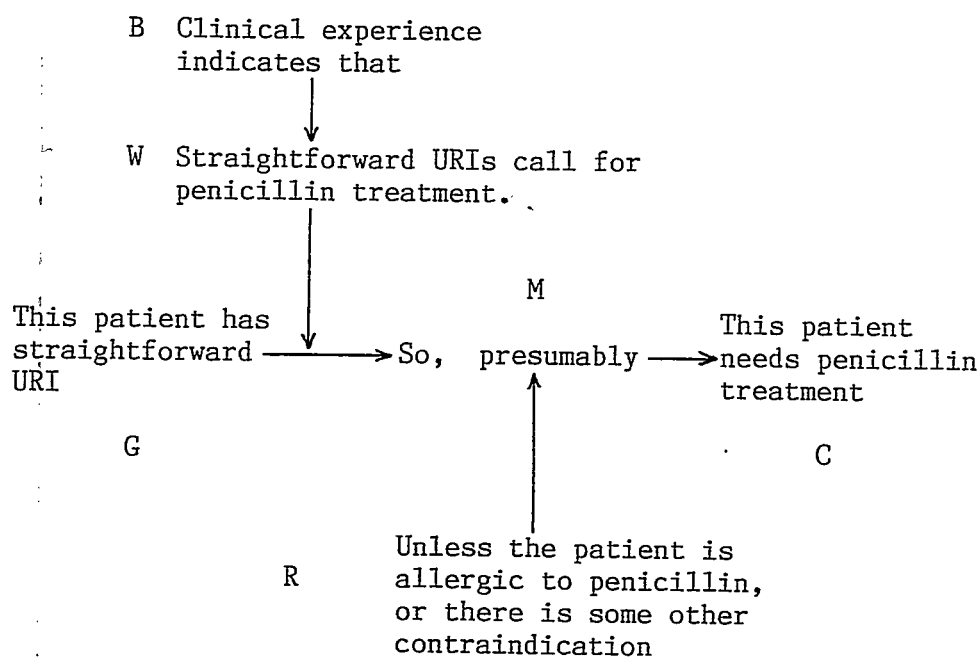 B Clinical experience
indicates that
W Straightforward URIs call for
penicillin treatment.
M
This patient has
straightforward
URI
So, presumably
This patient
needs penicillin
treatment
G
C
R
Unless the patient is
allergic to penicillin,
or there is some other
contraindication